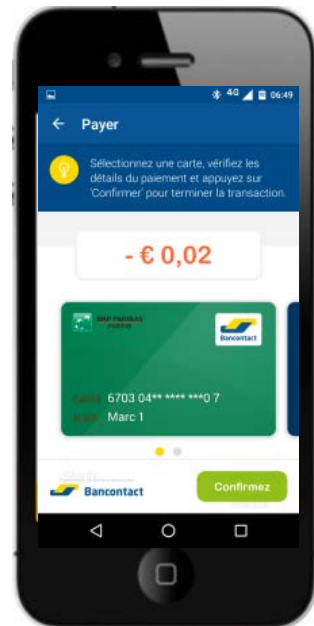 4G 06:49
Payer
Sélectionnez une carte, vérifiez les
détails du paiement et appuyez sur
'Confirmer' pour terminer la transaction.
- € 0,02
BNP PARIBAS
FORTIS
Bancontact
Carte 6703 04** **** ***0 7
Marc 1
Bancontact
Confirmez